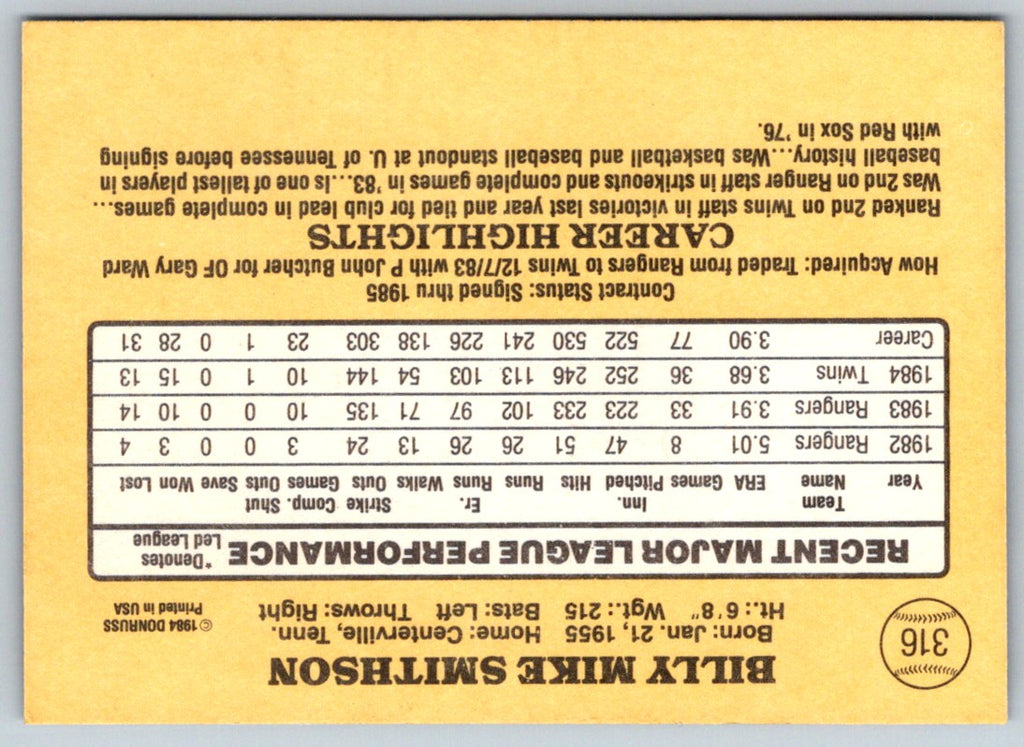 316
BILLY MIKE SMITHSON
Born: Jan. 21, 1955 Home: Centerville, Tenn.
Ht.: 6'8" Wgt.: 215 Bats: Left Throws: Right
© 1984 DONRUSS
Printed in USA
RECENT MAJOR LEAGUE PERFORMANCE *Denotes Led League
Year Team Name ERA Games Inn. Pitched Hits Runs Er. Runs Walks Strike Outs Comp. Games Shut Outs Save Won Lost
1982 Rangers 5.01 8 47 51 26 26 13 24 3 0 0 3 4
1983 Rangers 3.91 33 223 233 102 97 71 135 10 0 0 10 14
1984 Twins 3.68 36 252 246 113 103 54 144 10 1 0 15 13
Career 3.90 77 522 530 241 226 138 303 23 1 0 28 31
Contract Status: Signed thru 1985
How Acquired: Traded from Rangers to Twins 12/7/83 with P John Butcher for OF Gary Ward
CAREER HIGHLIGHTS
Ranked 2nd on Twins staff in victories last year and tied for club lead in complete games...
Was 2nd on Ranger staff in strikeouts and complete games in '83...Is one of tallest players in
baseball history...Was basketball and baseball standout at U. of Tennessee before signing
with Red Sox in '76.